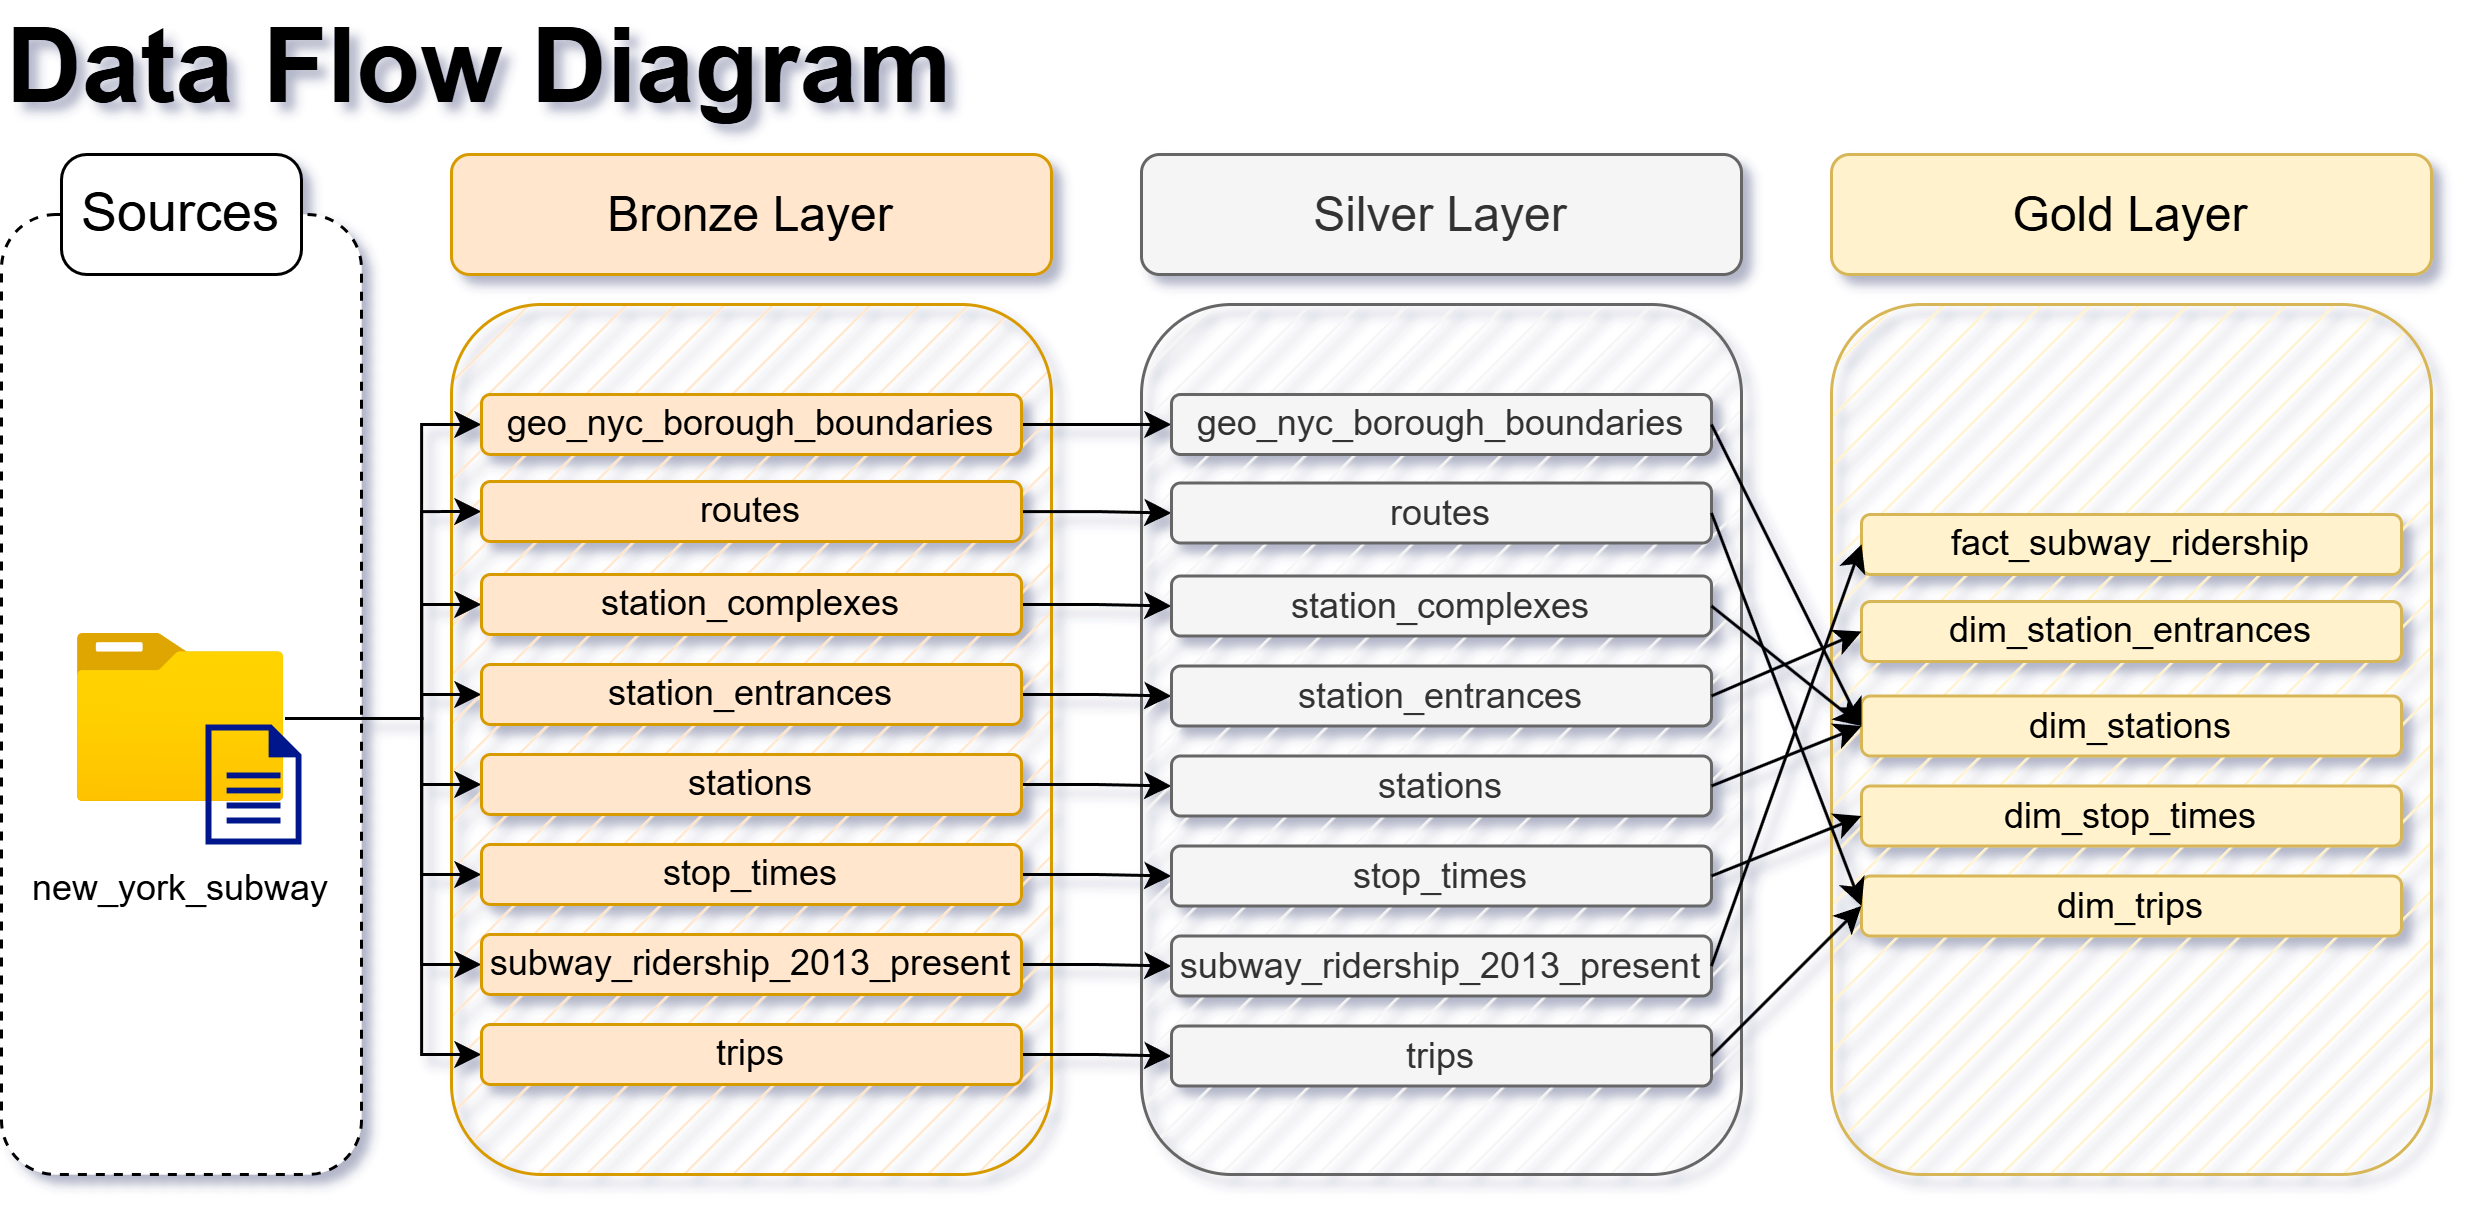 Data Flow Diagram
Sources
new_york_subway
Bronze Layer
geo_nyc_borough_boundaries
routes
station_complexes
station_entrances
stations
stop_times
subway_ridership_2013_present
trips
Silver Layer
geo_nyc_borough_boundaries
routes
station_complexes
station_entrances
stations
stop_times
subway_ridership_2013_present
trips
Gold Layer
fact_subway_ridership
dim_station_entrances
dim_stations
dim_stop_times
dim_trips